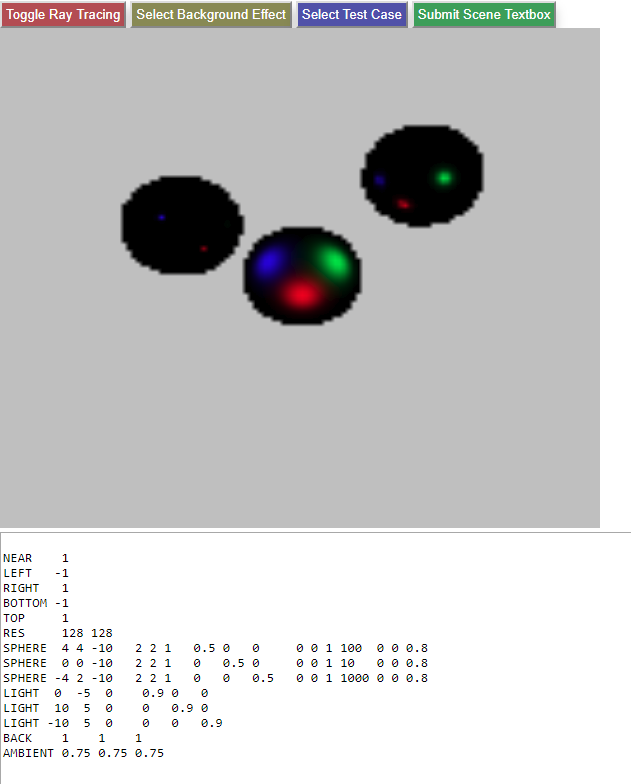 Toggle Ray Tracing Select Background Effect Select Test Case Submit Scene Textbox
NEAR 1
LEFT -1
RIGHT 1
BOTTOM -1
TOP 1
RES 128 128
SPHERE 4 4 -10 2 2 1 0.5 0 0 0 0 1 100 0 0 0.8
SPHERE 0 0 -10 2 2 1 0 0.5 0 0 0 1 10 0 0 0.8
SPHERE -4 2 -10 2 2 1 0 0 0.5 0 0 1 1000 0 0 0.8
LIGHT 0 -5 0 0.9 0 0
LIGHT 10 5 0 0 0.9 0
LIGHT -10 5 0 0 0 0.9
BACK 1 1 1
AMBIENT 0.75 0.75 0.75